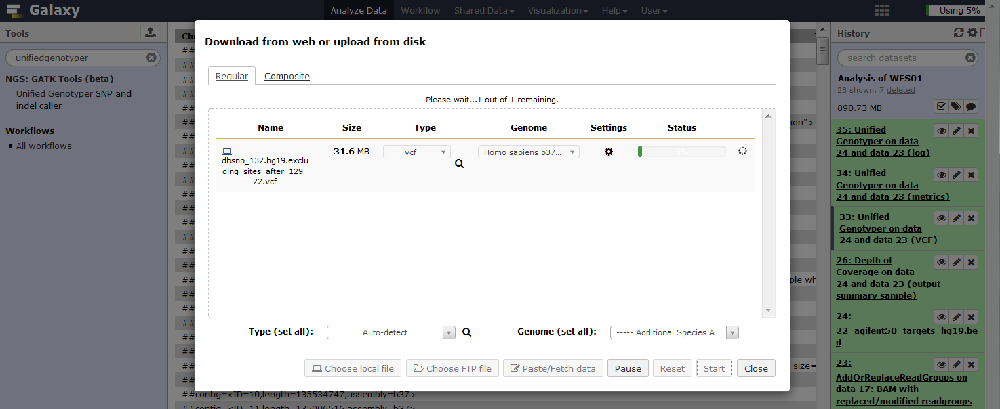 Galaxy
Analyze Data
Workflow
Shared Data
Visualization
Help
User
Using 5%
Tools
unifiedgenotyper
NGS: GATK Tools (beta)
Unified Genotyper SNP and
indel caller
Workflows
All workflows
Download from web or upload from disk
Regular
Composite
Please wait...1 out of 1 remaining.
Name Size Type Genome Settings Status
dbsnp_132.hg19.exclu
ding_sites_after_129_
22.vcf
31.6 MB
vcf
Homo sapiens b37...
5%
Type (set all):
Auto-detect
Genome (set all):
----- Additional Species A...
Choose local file
Choose FTP file
Paste/Fetch data
Pause
Reset
Start
Close
##contig=<ID=10,length=135534747,assembly=b37>
##contig=<ID=11,length=135006516,assembly=b37>
History
search datasets
Analysis of WES01
28 shown, 7 deleted
890.73 MB
35: Unified
Genotyper on data
24 and data 23 (log)
34: Unified
Genotyper on data
24 and data 23 (metrics)
33: Unified
Genotyper on data
24 and data 23 (VCF)
26: Depth of
Coverage on data
24 and data 23 (output
summary sample)
24:
22_agilent50_targets_hg19.be
d
23:
AddOrReplaceReadGroups on
data 17: BAM with
replaced/modified readgroups